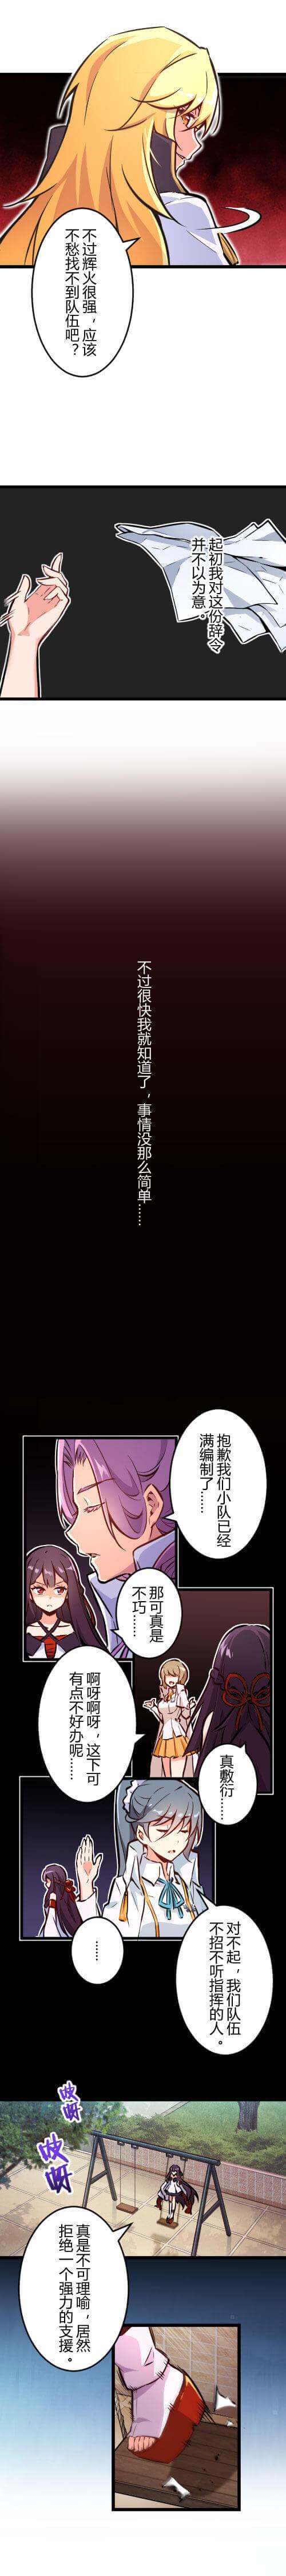 不过辉火很强，应该
不愁找不到队伍吧？
起初我对这份辞令
并不以为意。
不过很快我就知道了，事情没那么简单……
抱歉我们小队已经
满编制了……
那可真是
不巧……
啊呀啊呀，这下可
有点不好办呢……
真敷衍……
对不起，我们队伍
不招不听指挥的人。
……
吱呀
吱呀
真是不可理喻，居然
拒绝一个强力的支援。